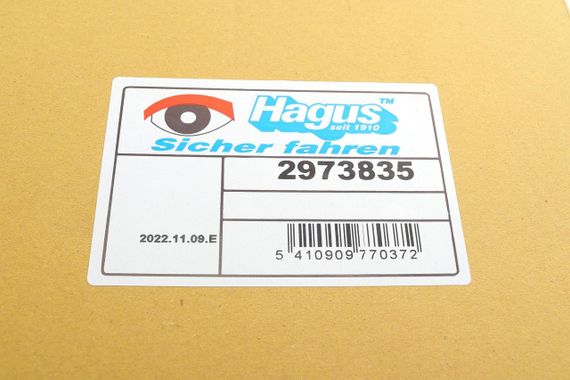 Hagus™
seit 1910
Sicher fahren
2973835
2022.11.09.E
5 410909 770372